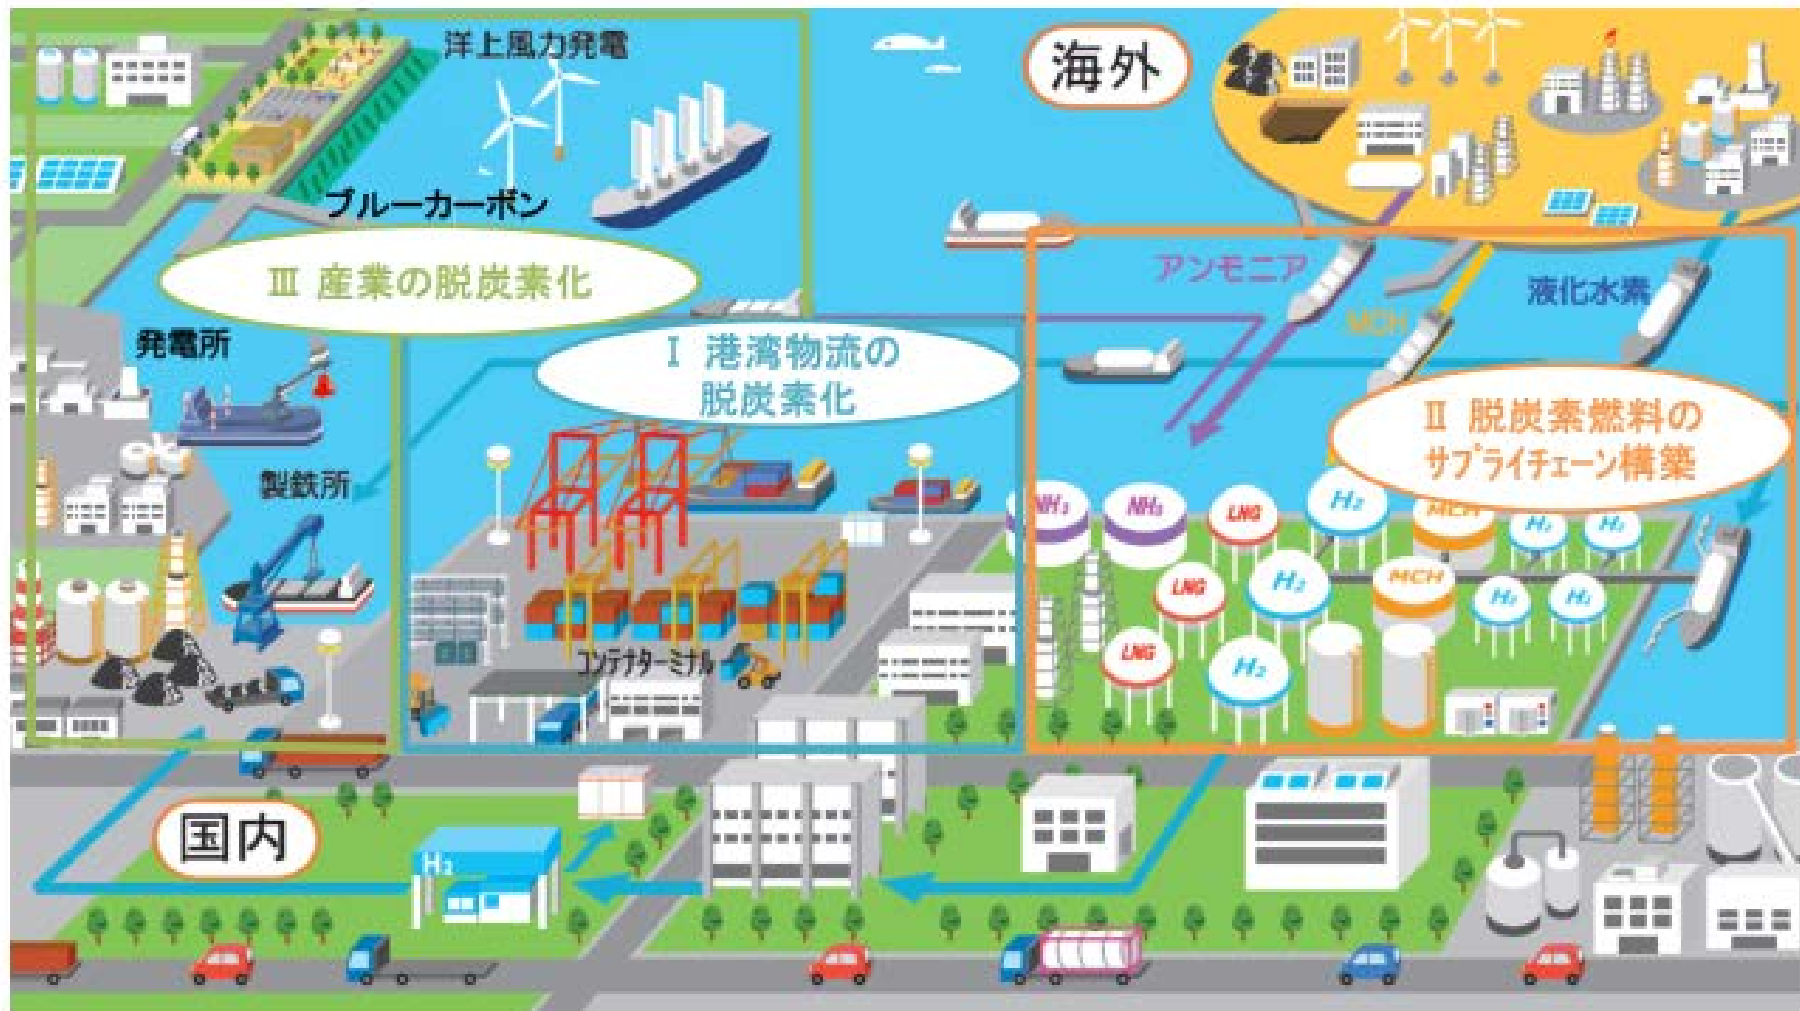 洋上風力発電
海外
ブルーカーボン
Ⅲ 産業の脱炭素化
アンモニア
MCH
液化水素
発電所
Ⅰ 港湾物流の
脱炭素化
Ⅱ 脱炭素燃料の
サプライチェーン構築
製鉄所
NH₃
NH₃
LNG
H₂
MCH
H₂
H₂
LNG
H₂
MCH
H₂
H₂
LNG
H₂
コンテナターミナル
国内
H₂